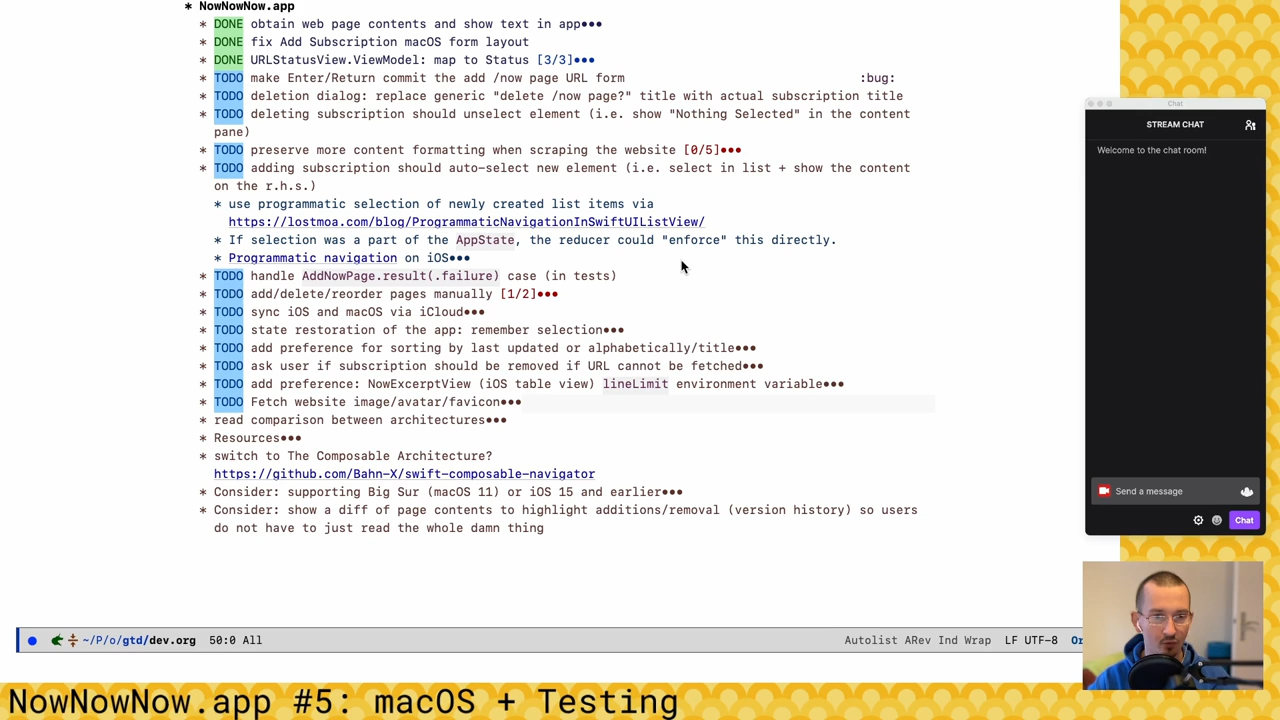 * NowNowNow.app
* DONE obtain web page contents and show text in app●●●
* DONE fix Add Subscription macOS form layout
* DONE URLStatusView.ViewModel: map to Status [3/3]●●●
* TODO make Enter/Return commit the add /now page URL form :bug:
* TODO deletion dialog: replace generic "delete /now page?" title with actual subscription title
* TODO deleting subscription should unselect element (i.e. show "Nothing Selected" in the content
pane)
* TODO preserve more content formatting when scraping the website [0/5]●●●
* TODO adding subscription should auto-select new element (i.e. select in list + show the content
on the r.h.s.)
* use programmatic selection of newly created list items via
https://lostmoa.com/blog/ProgrammaticNavigationInSwiftUIListView/
* If selection was a part of the AppState, the reducer could "enforce" this directly.
* Programmatic navigation on iOS●●●
* TODO handle AddNowPage.result(.failure) case (in tests)
* TODO add/delete/reorder pages manually [1/2]●●●
* TODO sync iOS and macOS via iCloud●●●
* TODO state restoration of the app: remember selection●●●
* TODO add preference for sorting by last updated or alphabetically/title●●●
* TODO ask user if subscription should be removed if URL cannot be fetched●●●
* TODO add preference: NowExcerptView (iOS table view) lineLimit environment variable●●●
* TODO Fetch website image/avatar/favicon●●●
* read comparison between architectures●●●
* Resources●●●
* switch to The Composable Architecture?
https://github.com/Bahn-X/swift-composable-navigator
* Consider: supporting Big Sur (macOS 11) or iOS 15 and earlier●●●
* Consider: show a diff of page contents to highlight additions/removal (version history) so users
do not have to just read the whole damn thing
~/P/o/gtd/dev.org 50:0 All
Autolist ARev Ind Wrap LF UTF-8 Or
Chat
STREAM CHAT
Welcome to the chat room!
Send a message
Chat
NowNowNow.app #5: macOS + Testing